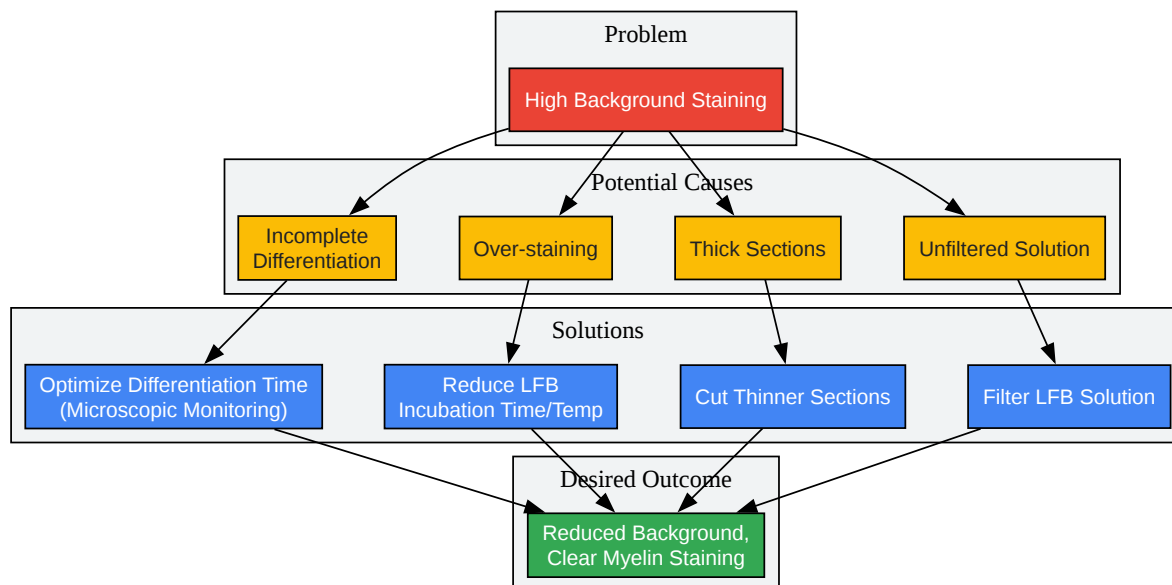 Problem
High Background Staining
Potential Causes
Incomplete
Differentiation
Over-staining
Thick Sections
Unfiltered Solution
Solutions
Optimize Differentiation Time
(Microscopic Monitoring)
Reduce LFB
Incubation Time/Temp
Cut Thinner Sections
Filter LFB Solution
Desired Outcome
Reduced Background,
Clear Myelin Staining